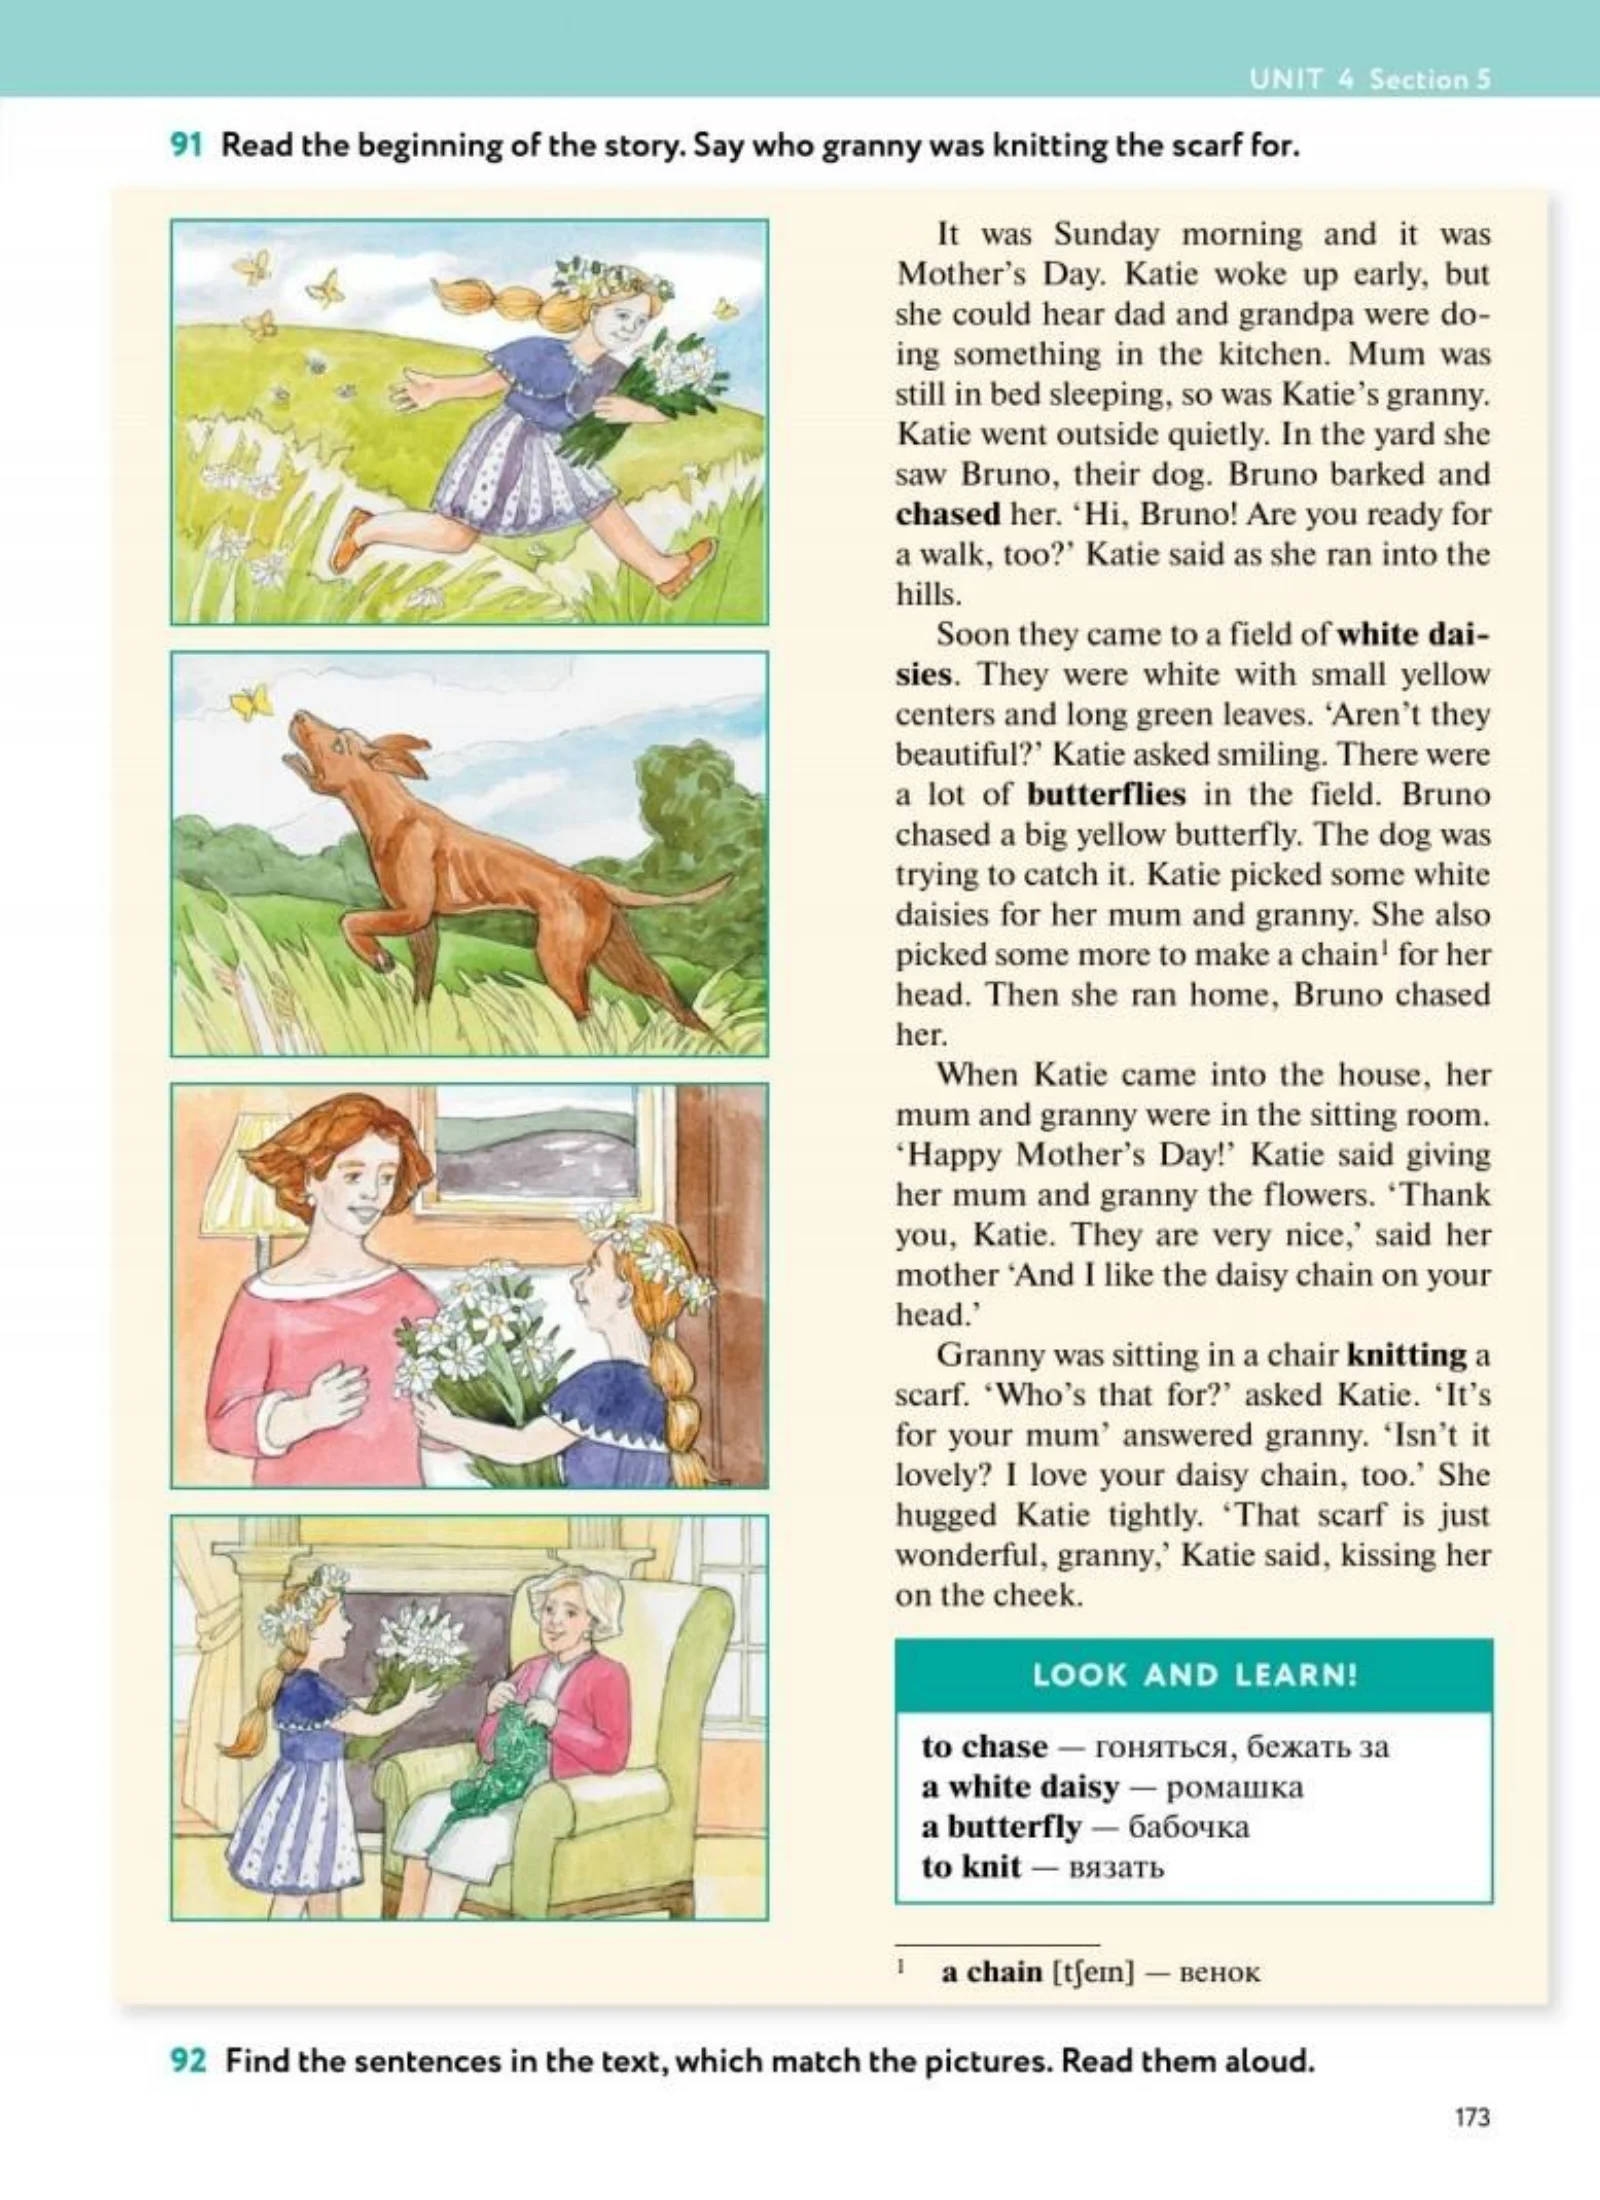 UNIT 4 Section 5
91 Read the beginning of the story. Say who granny was knitting the scarf for.
It was Sunday morning and it was
Mother's Day. Katie woke up early, but
she could hear dad and grandpa were do-
ing something in the kitchen. Mum was
still in bed sleeping, so was Katie's granny.
Katie went outside quietly. In the yard she
saw Bruno, their dog. Bruno barked and
chased her. ‘Hi, Bruno! Are you ready for
a walk, too?’ Katie said as she ran into the
hills.
Soon they came to a field of white dai-
sies. They were white with small yellow
centers and long green leaves. ‘Aren't they
beautiful?’ Katie asked smiling. There were
a lot of butterflies in the field. Bruno
chased a big yellow butterfly. The dog was
trying to catch it. Katie picked some white
daisies for her mum and granny. She also
picked some more to make a chain¹ for her
head. Then she ran home, Bruno chased
her.
When Katie came into the house, her
mum and granny were in the sitting room.
‘Happy Mother's Day!’ Katie said giving
her mum and granny the flowers. ‘Thank
you, Katie. They are very nice,’ said her
mother ‘And I like the daisy chain on your
head.’
Granny was sitting in a chair knitting a
scarf. ‘Who's that for?’ asked Katie. ‘It's
for your mum’ answered granny. ‘Isn't it
lovely? I love your daisy chain, too.’ She
hugged Katie tightly. ‘That scarf is just
wonderful, granny,’ Katie said, kissing her
on the cheek.
LOOK AND LEARN!
to chase — гоняться, бежать за
a white daisy — ромашка
a butterfly — бабочка
to knit — вязать
¹ a chain [tʃeɪn] — венок
92 Find the sentences in the text, which match the pictures. Read them aloud.
173